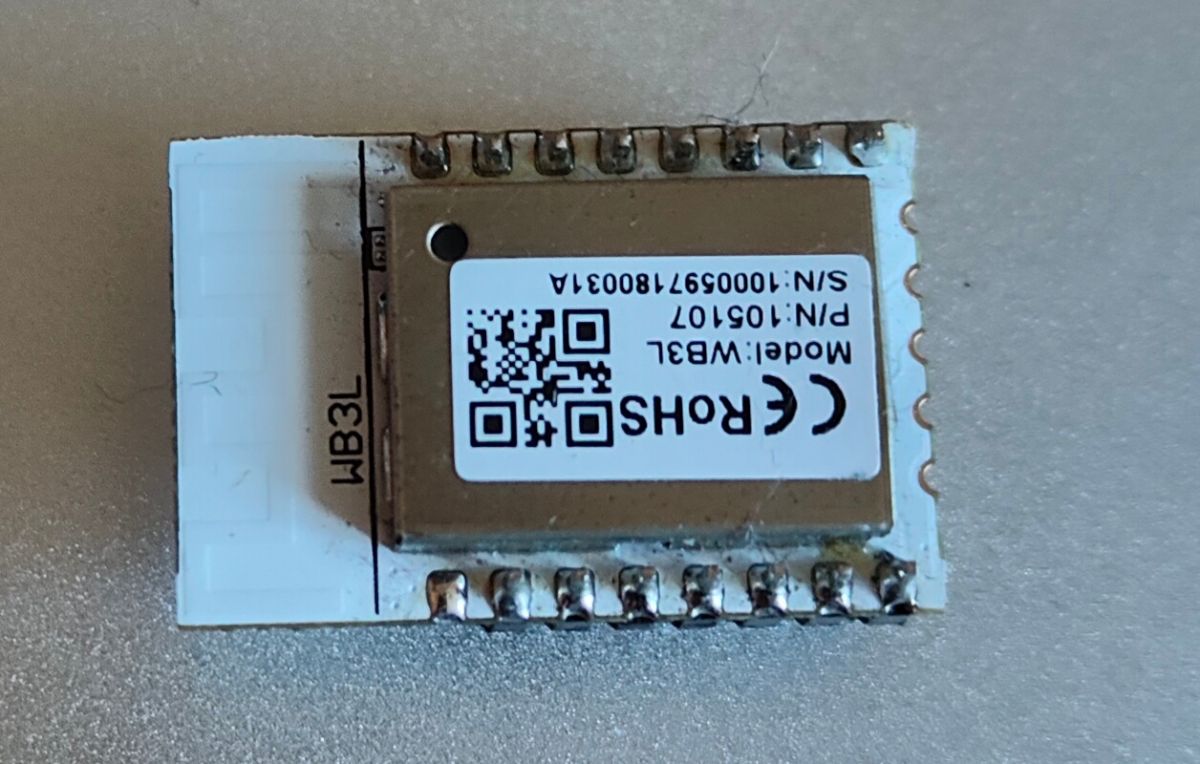 WB3L
CE RoHS
Model:WB3L
P/N:105107
S/N:1000597180031A